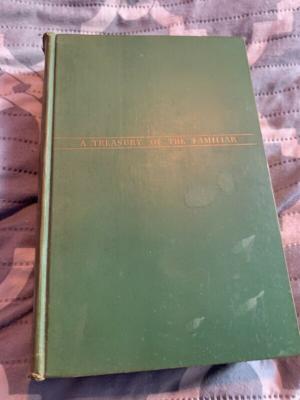 A TREASURY OF THE FAMILIAR